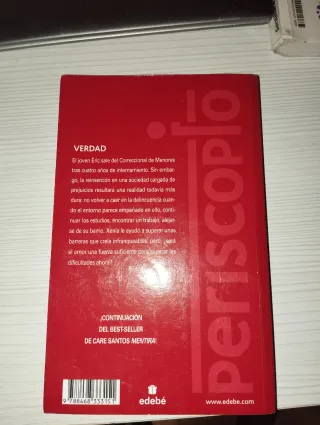 VERDAD
El joven Eric sale del Correccional de Menores
tras cuatro años de internamiento. Sin embar-
go, la reinserción en una sociedad cargada de
prejuicios resultará una realidad todavía más
dura: no volver a caer en la delincuencia cuan-
do el entorno parece empeñado en ello, conti-
nuar los estudios, encontrar un trabajo, alejar-
se de su barrio. Xenia le ayudó a superar unas
barreras que creía infranqueables, pero, ¿será
el amor una fuerza suficiente para superar las
dificultades ahora?
¡CONTINUACIÓN
DEL BEST-SELLER
DE CARE SANTOS MENTIRA!
periscopio
9 788468 333151
edebé
www.edebe.com